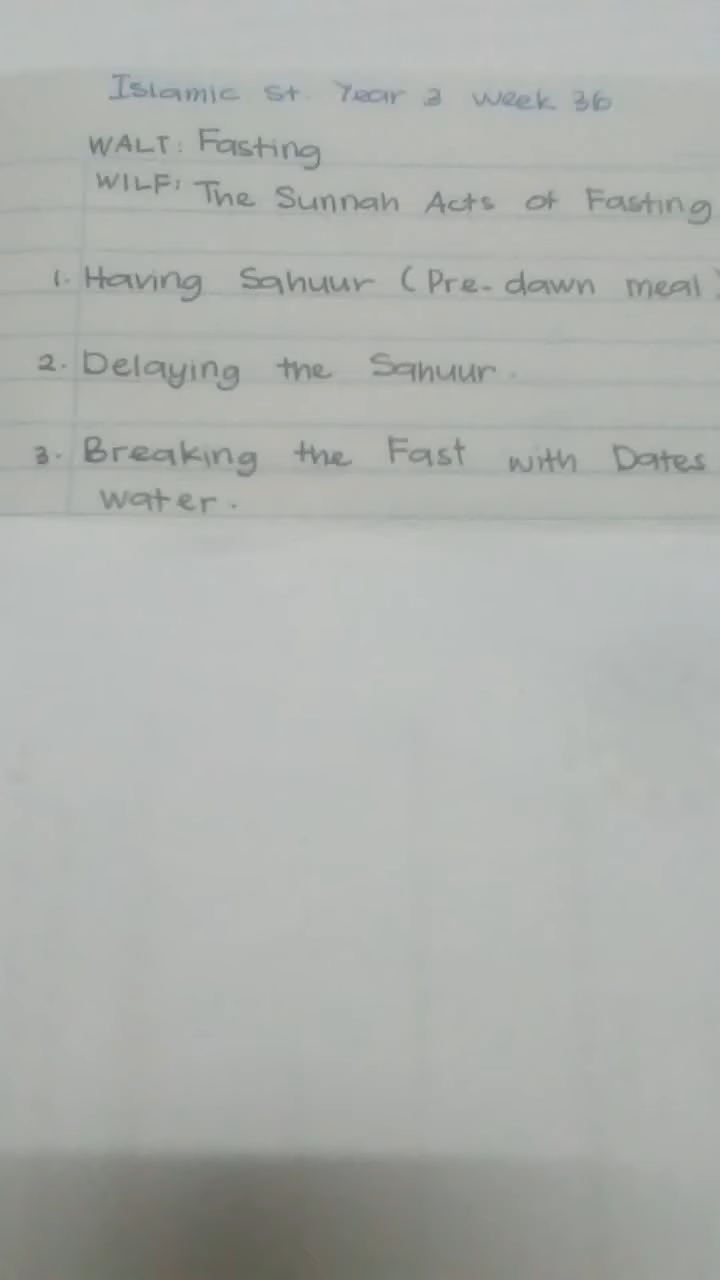 Islamic St. Year 3 week 36
WALT: Fasting
WILF: The Sunnah Acts of Fasting
1. Having Sahuur (Pre-dawn meal)
2. Delaying the Sahuur.
3. Breaking the Fast with Dates
water.